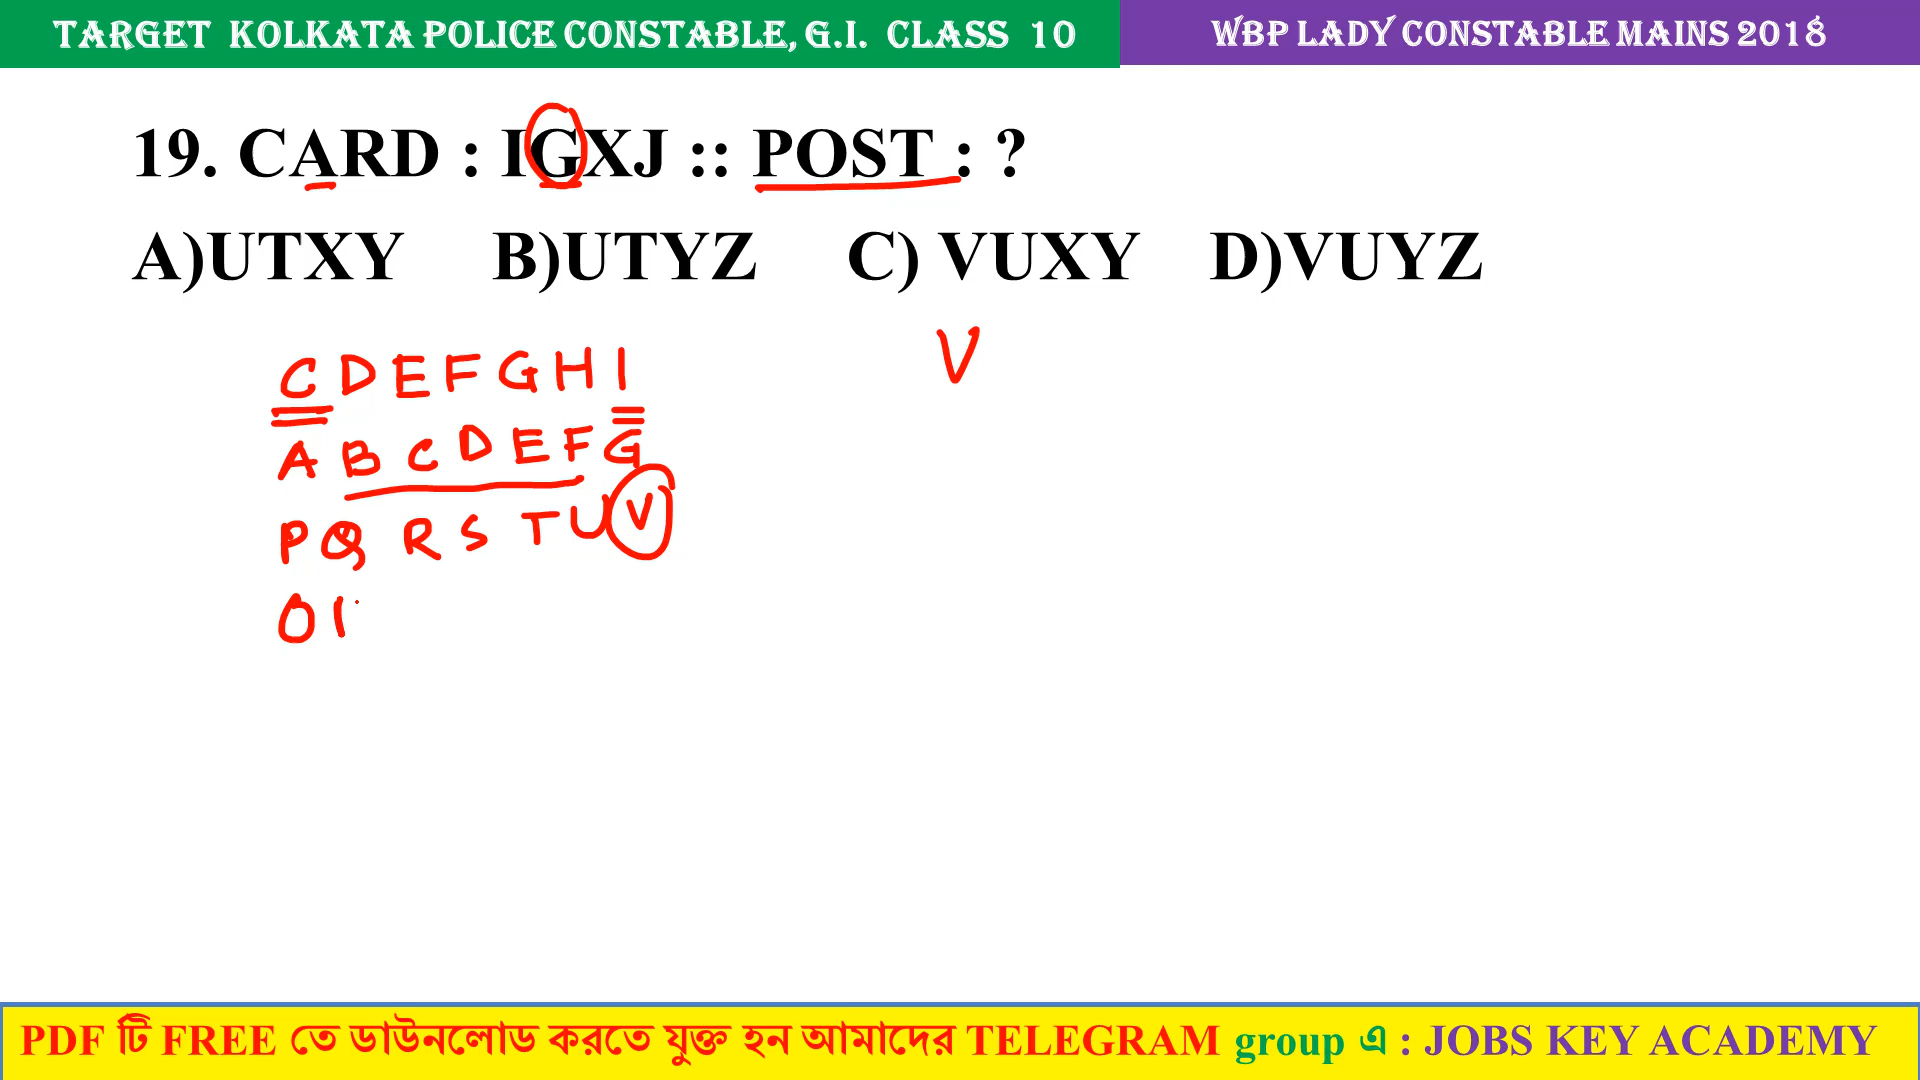 TARGET KOLKATA POLICE CONSTABLE, G.I. CLASS 10
WBP LADY CONSTABLE MAINS 2018
19. CARD : IGXJ :: POST : ?
A)UTXY B)UTYZ C) VUXY D)VUYZ
C D E F G H I
V
A B C D E F G
P Q R S T U V
O
PDF টি FREE তে ডাউনলোড করতে যুক্ত হন আমাদের TELEGRAM group এ : JOBS KEY ACADEMY